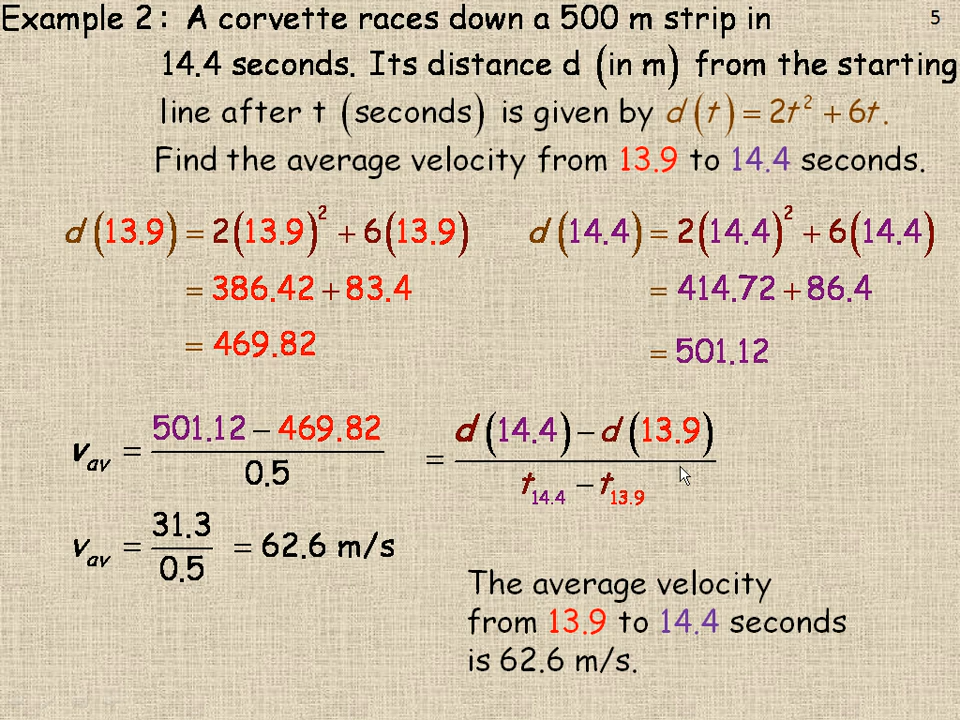 Example 2: A corvette races down a 500 m strip in
5
14.4 seconds. Its distance d (in m) from the starting
line after t (seconds) is given by d(t) = 2t² + 6t.
Find the average velocity from 13.9 to 14.4 seconds.
d(13.9) = 2(13.9)² + 6(13.9)
= 386.42 + 83.4
= 469.82
d(14.4) = 2(14.4)² + 6(14.4)
= 414.72 + 86.4
= 501.12
v_av = (501.12 − 469.82) / 0.5 = (d(14.4) − d(13.9)) / (t_14.4 − t_13.9)
v_av = 31.3 / 0.5 = 62.6 m/s
The average velocity
from 13.9 to 14.4 seconds
is 62.6 m/s.